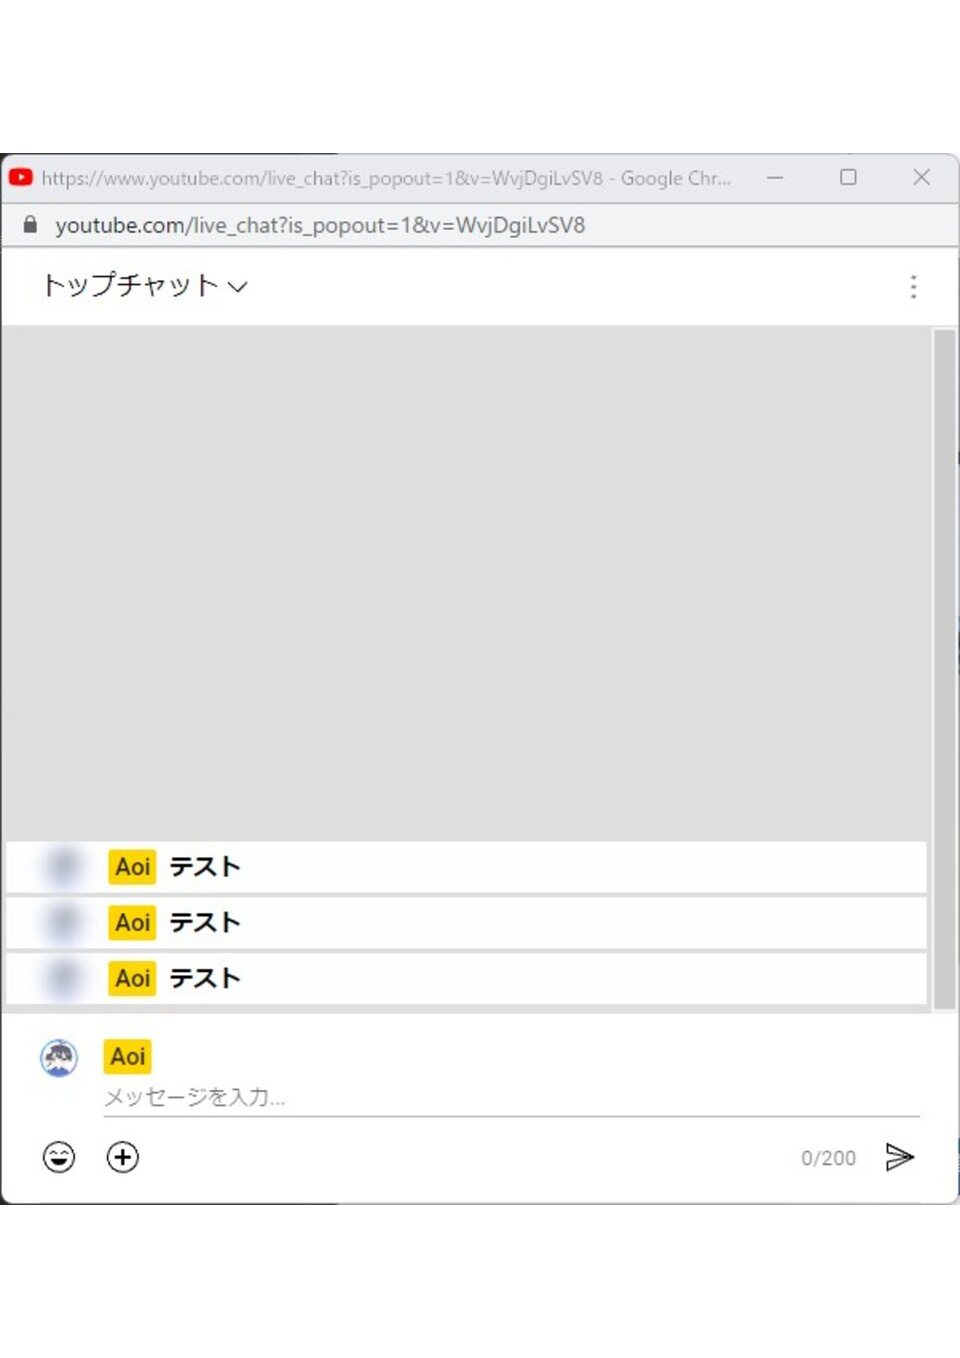 https://www.youtube.com/live_chat?is_popout=1&v=WvjDgiLvSV8 - Google Chr...
youtube.com/live_chat?is_popout=1&v=WvjDgiLvSV8
トップチャット
Aoi テスト
Aoi テスト
Aoi テスト
Aoi
メッセージを入力...
0/200